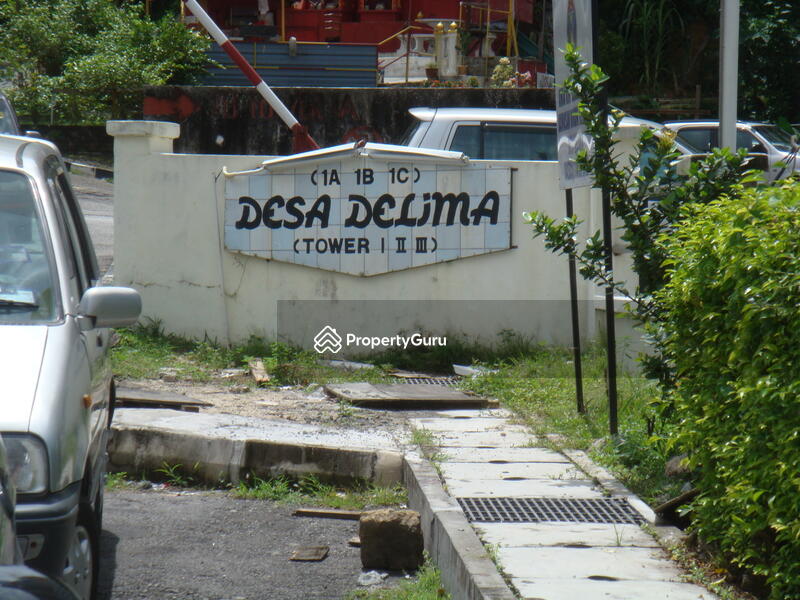 (1A 1B 1C)
DESA DELIMA
(TOWER I II III)
PropertyGuru